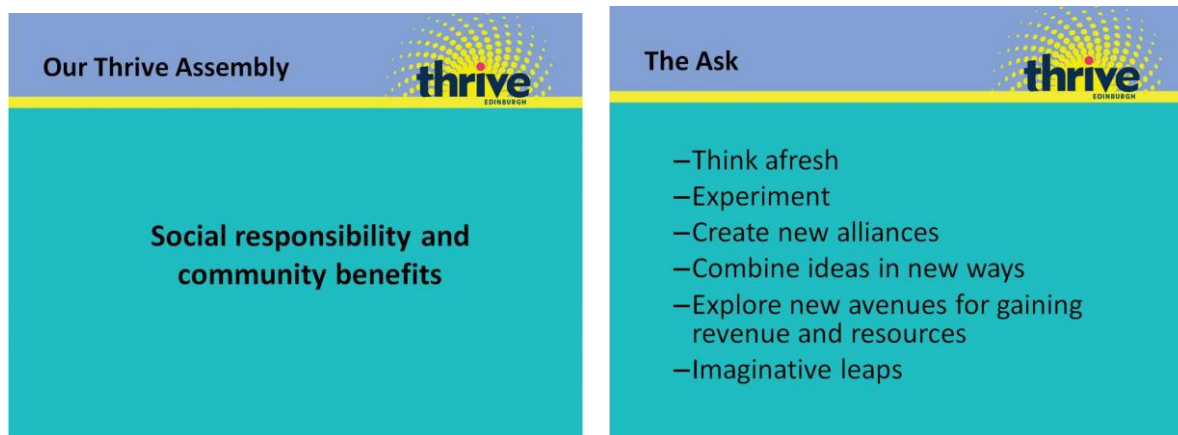 Our Thrive Assembly
thrive
EDINBURGH
Social responsibility and
community benefits
The Ask
thrive
EDINBURGH
–Think afresh
–Experiment
–Create new alliances
–Combine ideas in new ways
–Explore new avenues for gaining
revenue and resources
–Imaginative leaps